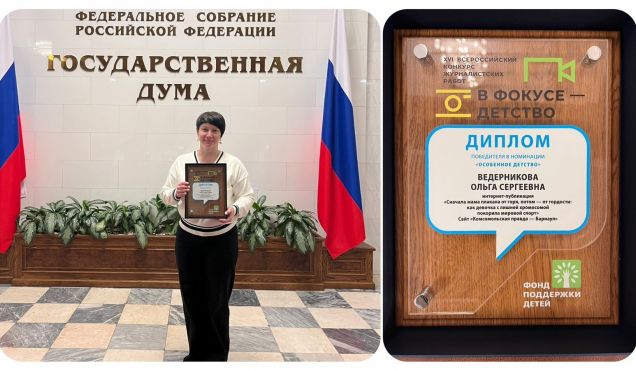 ФЕДЕРАЛЬНОЕ СОБРАНИЕ
РОССИЙСКОЙ ФЕДЕРАЦИИ
ГОСУДАРСТВЕННАЯ
ДУМА
ДИПЛОМ
XVI ВСЕРОССИЙСКИЙ
КОНКУРС
ЖУРНАЛИСТСКИХ
РАБОТ
В ФОКУСЕ —
ДЕТСТВО
ДИПЛОМ
ПОБЕДИТЕЛЯ В НОМИНАЦИИ
«ОСОБЕННОЕ ДЕТСТВО»
ВЕДЕРНИКОВА
ОЛЬГА СЕРГЕЕВНА
интернет-публикация
«Сначала мама плакала от горя, потом — от гордости:
как девочка с лишней хромосомой
покорила мировой спорт»
Сайт «Комсомольская правда — Барнаул»
ФОНД
ПОДДЕРЖКИ
ДЕТЕЙ